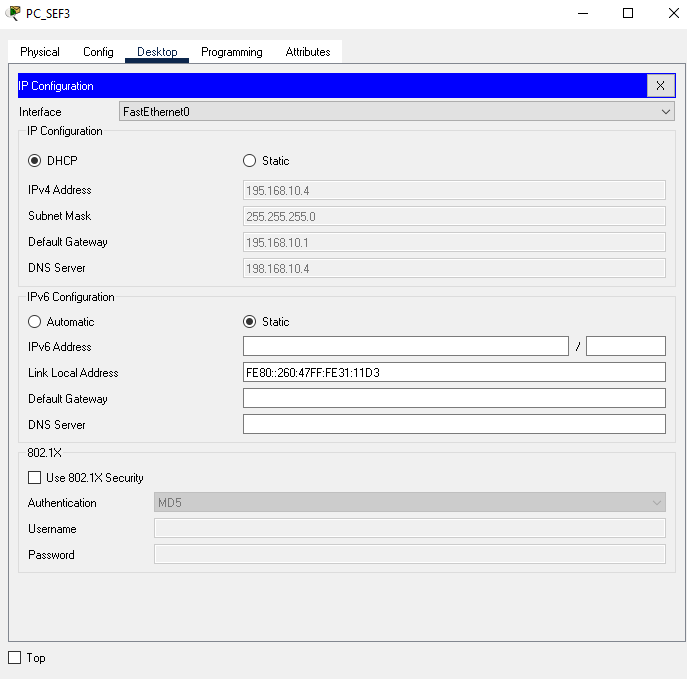 PC_SEF3
Physical Config Desktop Programming Attributes
IP Configuration X
Interface FastEthernet0
IP Configuration
DHCP Static
IPv4 Address 195.168.10.4
Subnet Mask 255.255.255.0
Default Gateway 195.168.10.1
DNS Server 198.168.10.4
IPv6 Configuration
Automatic Static
IPv6 Address /
Link Local Address FE80::260:47FF:FE31:11D3
Default Gateway
DNS Server
802.1X
Use 802.1X Security
Authentication MD5
Username
Password
Top